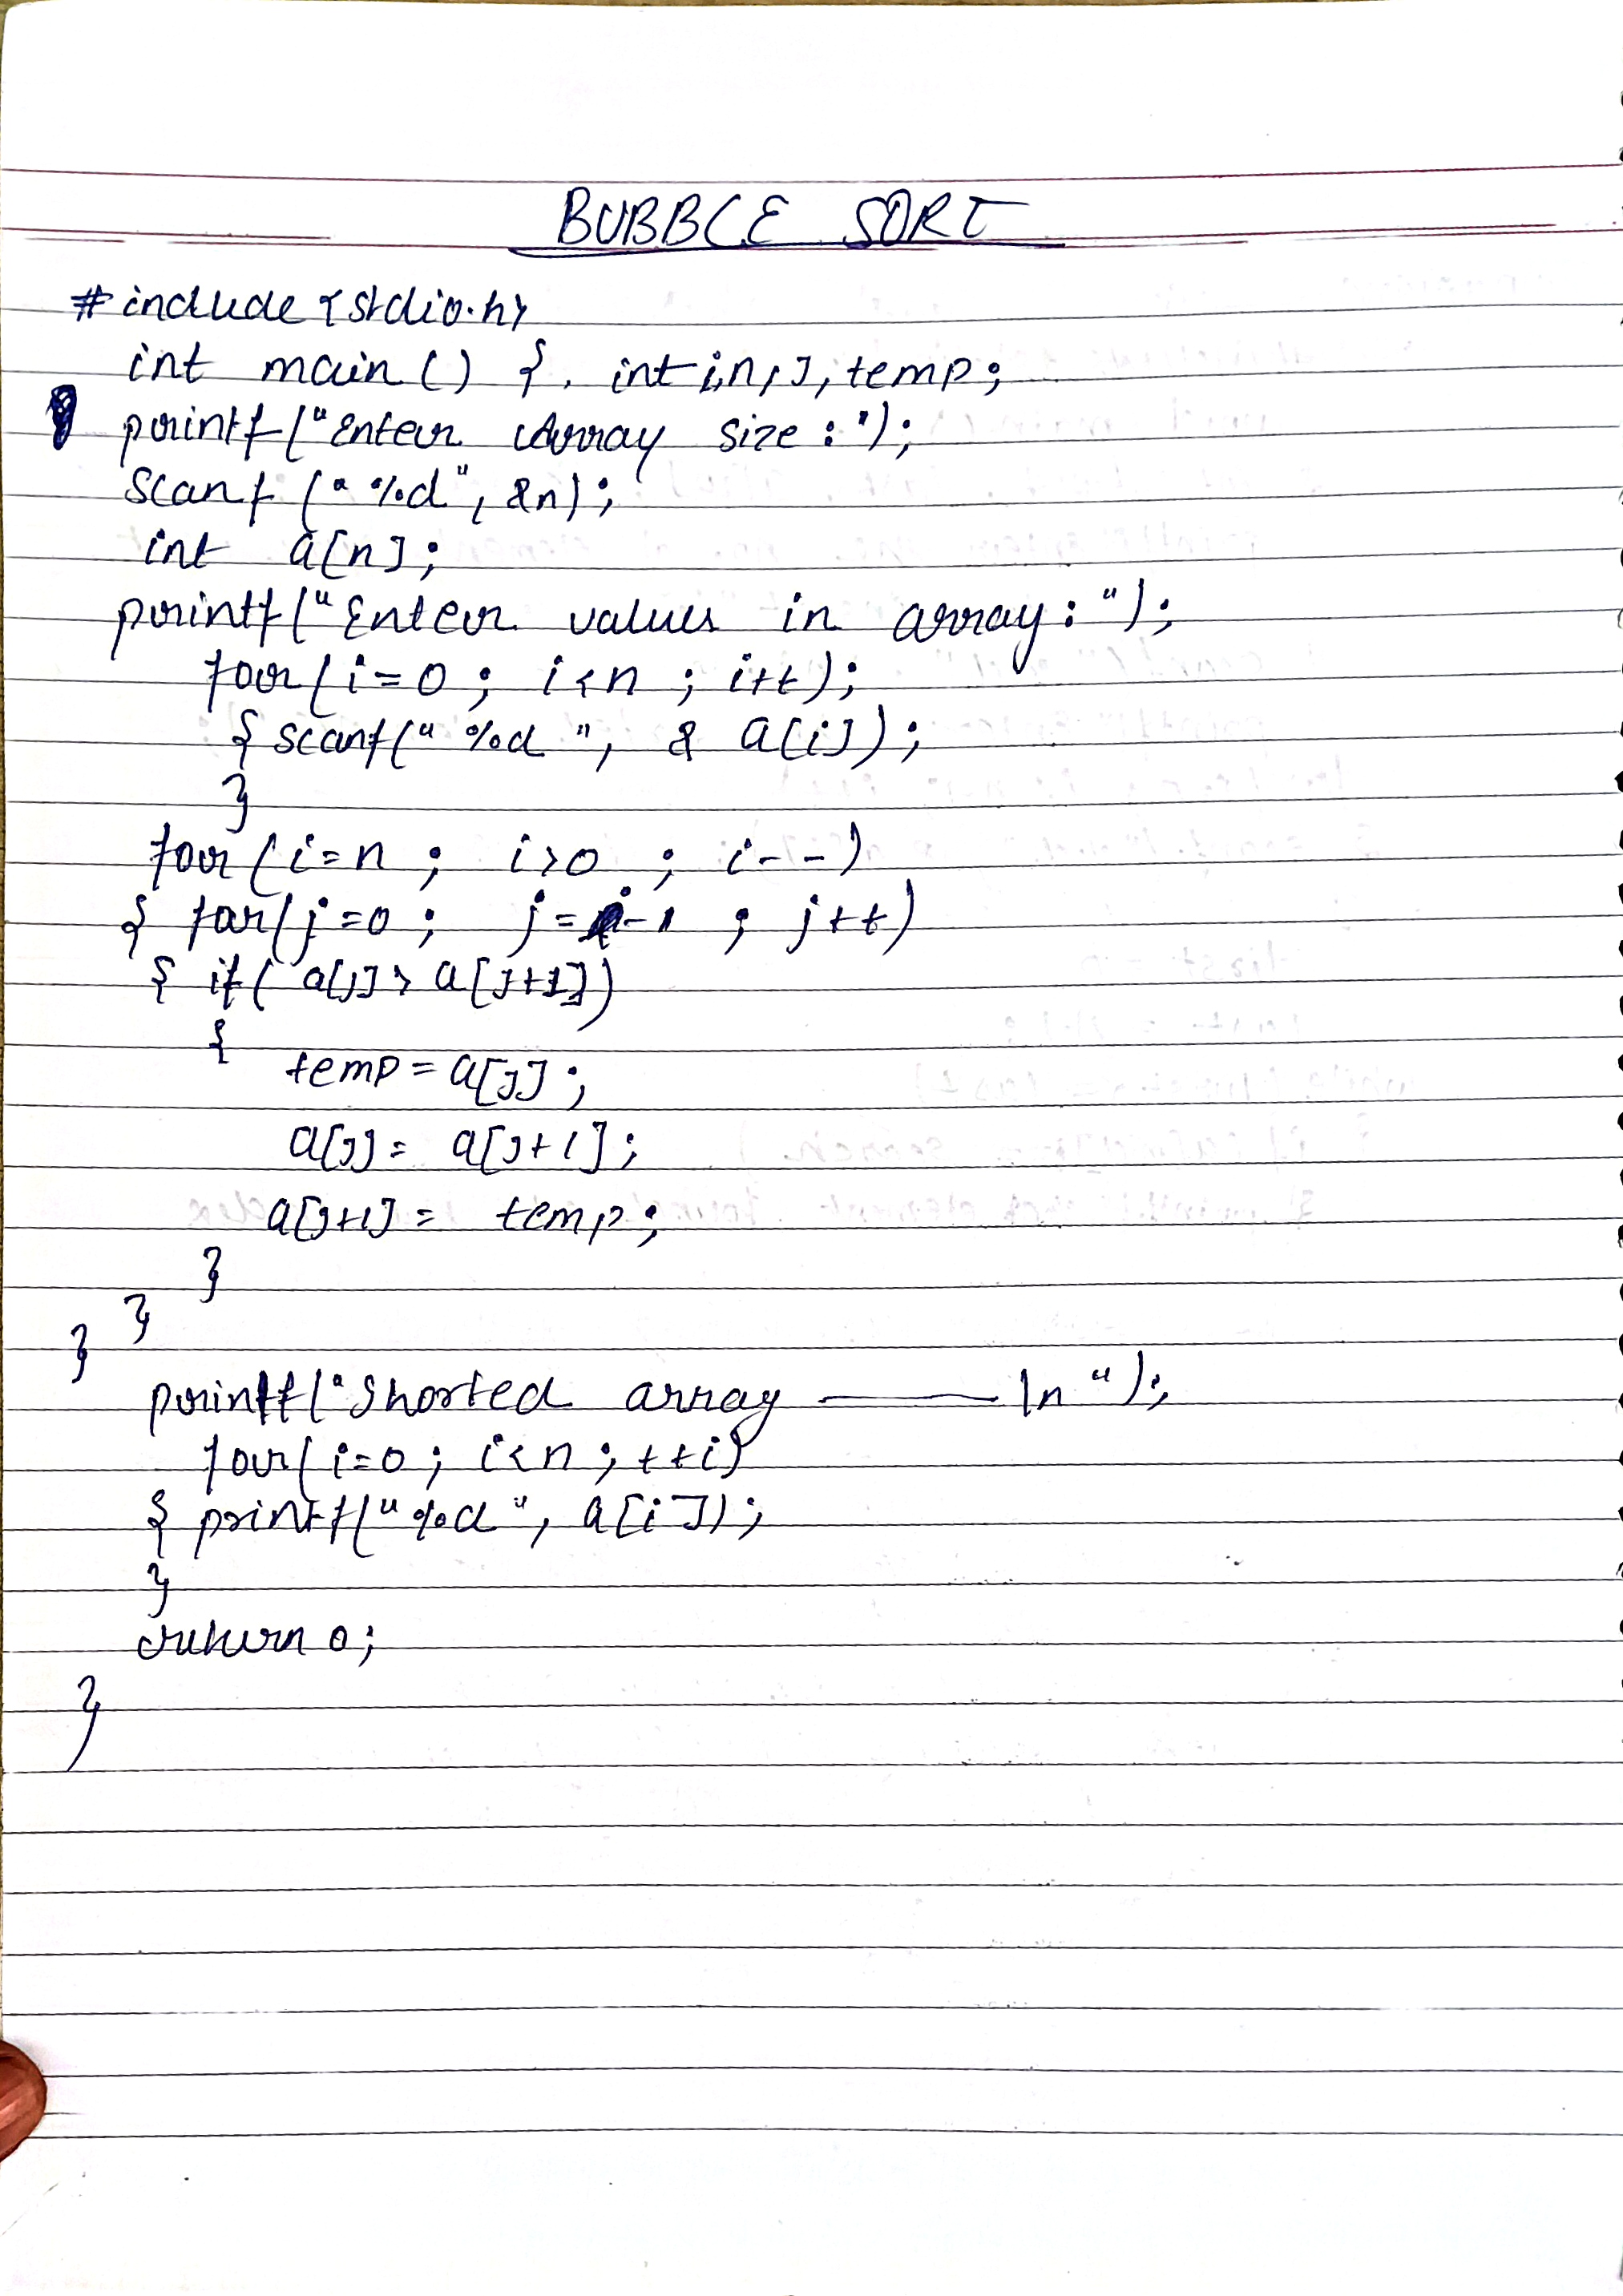 BUBBLE SORT
#include <stdio.h>
int main() { int i,n,j,temp;
printf("Enter Array size:");
scanf("%d", &n);
int a[n];
printf("Enter values in array:");
for(i=0; i<n; i++);
{ scanf("%d", & a[i]);
}
for(i=n; i>0; i--)
{ for(j=0; j=i-1; j++)
{ if( a[j]> a[j+1])
{
temp=a[j];
a[j]= a[j+1];
a[j+1]= temp;
}
}
}
printf("Shorted array ——— \n");
for(i=0; i<n; ++i)
{ printf("%d", a[i]);
}
return 0;
}